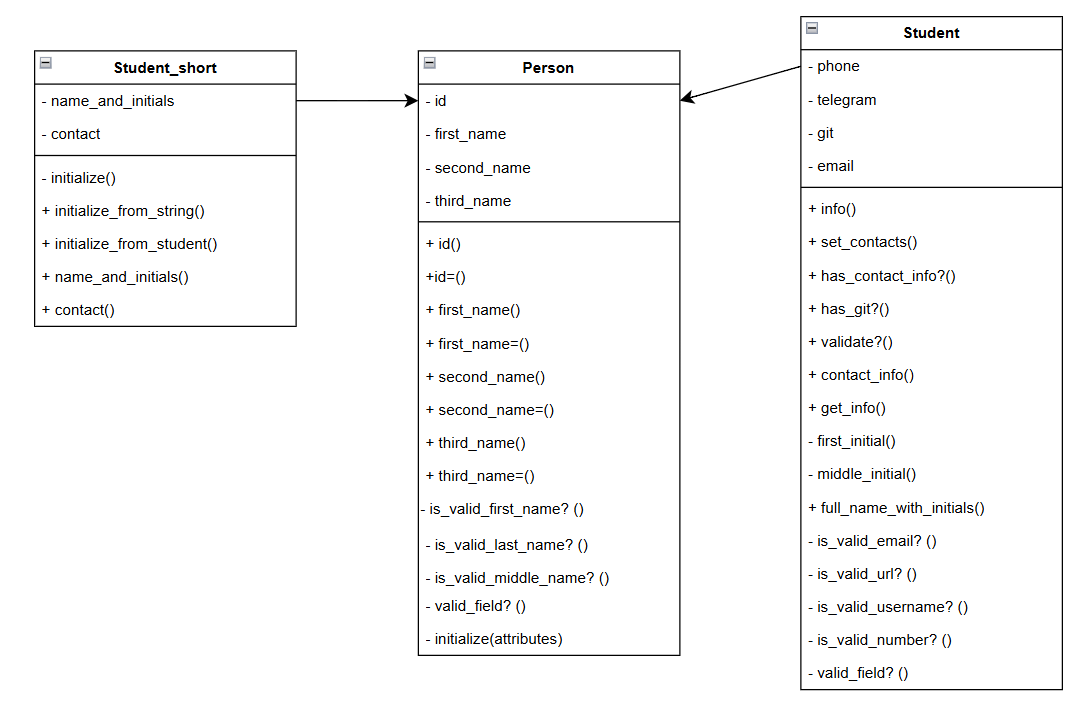 Student_short
- name_and_initials
- contact
- initialize()
+ initialize_from_string()
+ initialize_from_student()
+ name_and_initials()
+ contact()
Person
- id
- first_name
- second_name
- third_name
+ id()
+id=()
+ first_name()
+ first_name=()
+ second_name()
+ second_name=()
+ third_name()
+ third_name=()
- is_valid_first_name? ()
- is_valid_last_name? ()
- is_valid_middle_name? ()
- valid_field? ()
- initialize(attributes)
Student
- phone
- telegram
- git
- email
+ info()
+ set_contacts()
+ has_contact_info?()
+ has_git?()
+ validate?()
+ contact_info()
+ get_info()
- first_initial()
- middle_initial()
+ full_name_with_initials()
- is_valid_email? ()
- is_valid_url? ()
- is_valid_username? ()
- is_valid_number? ()
- valid_field? ()